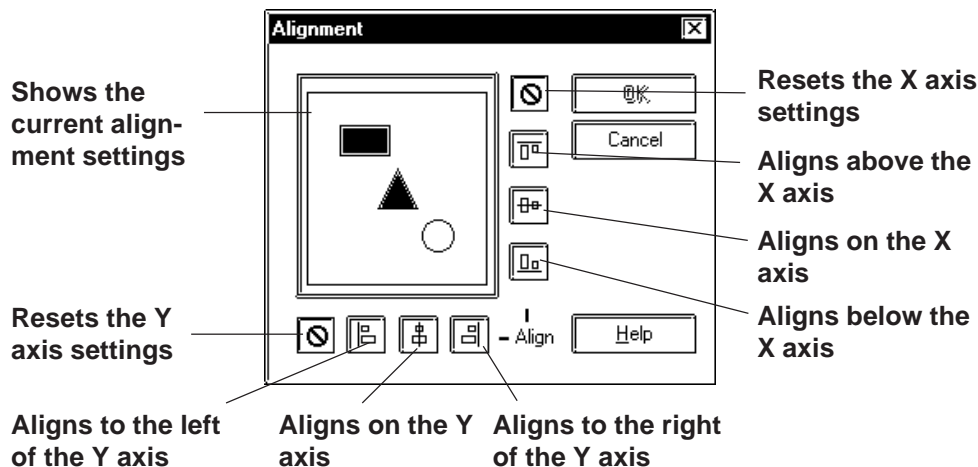 Alignment
Shows the
current align-
ment settings
OK
Cancel
Resets the X axis
settings
Aligns above the
X axis
Aligns on the X
axis
Aligns below the
X axis
Resets the Y
axis settings
Align
Help
Aligns to the left
of the Y axis
Aligns on the Y
axis
Aligns to the right
of the Y axis